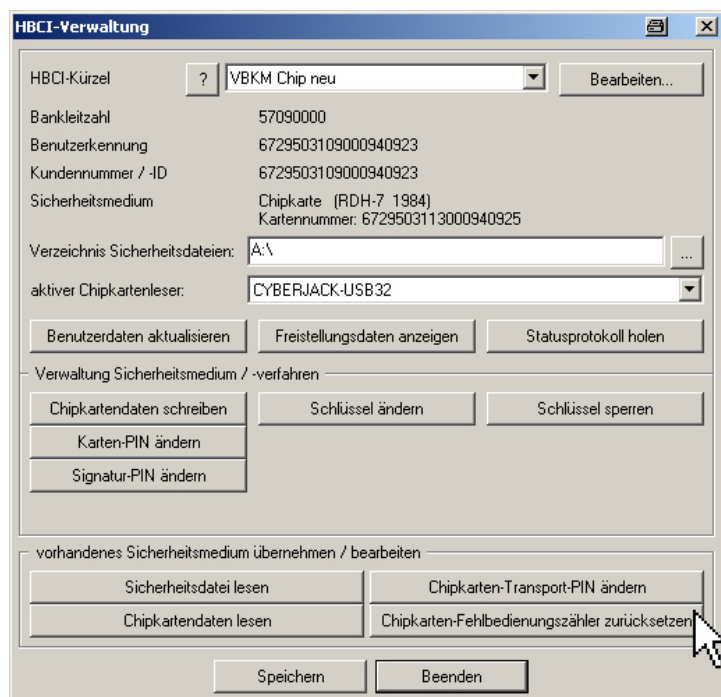 HBCI-Verwaltung
HBCI-Kürzel ? VBKM Chip neu Bearbeiten...
Bankleitzahl 57090000
Benutzerkennung 6729503109000940923
Kundennummer / -ID 6729503109000940923
Sicherheitsmedium Chipkarte (RDH-7 1984)
Kartennummer: 6729503113000940925
Verzeichnis Sicherheitsdateien: A:\ ...
aktiver Chipkartenleser: CYBERJACK-USB32
Benutzerdaten aktualisieren Freistellungsdaten anzeigen Statusprotokoll holen
Verwaltung Sicherheitsmedium / -verfahren
Chipkartendaten schreiben Schlüssel ändern Schlüssel sperren
Karten-PIN ändern
Signatur-PIN ändern
vorhandenes Sicherheitsmedium übernehmen / bearbeiten
Sicherheitsdatei lesen Chipkarten-Transport-PIN ändern
Chipkartendaten lesen Chipkarten-Fehlbedienungszähler zurücksetzen
Speichern Beenden